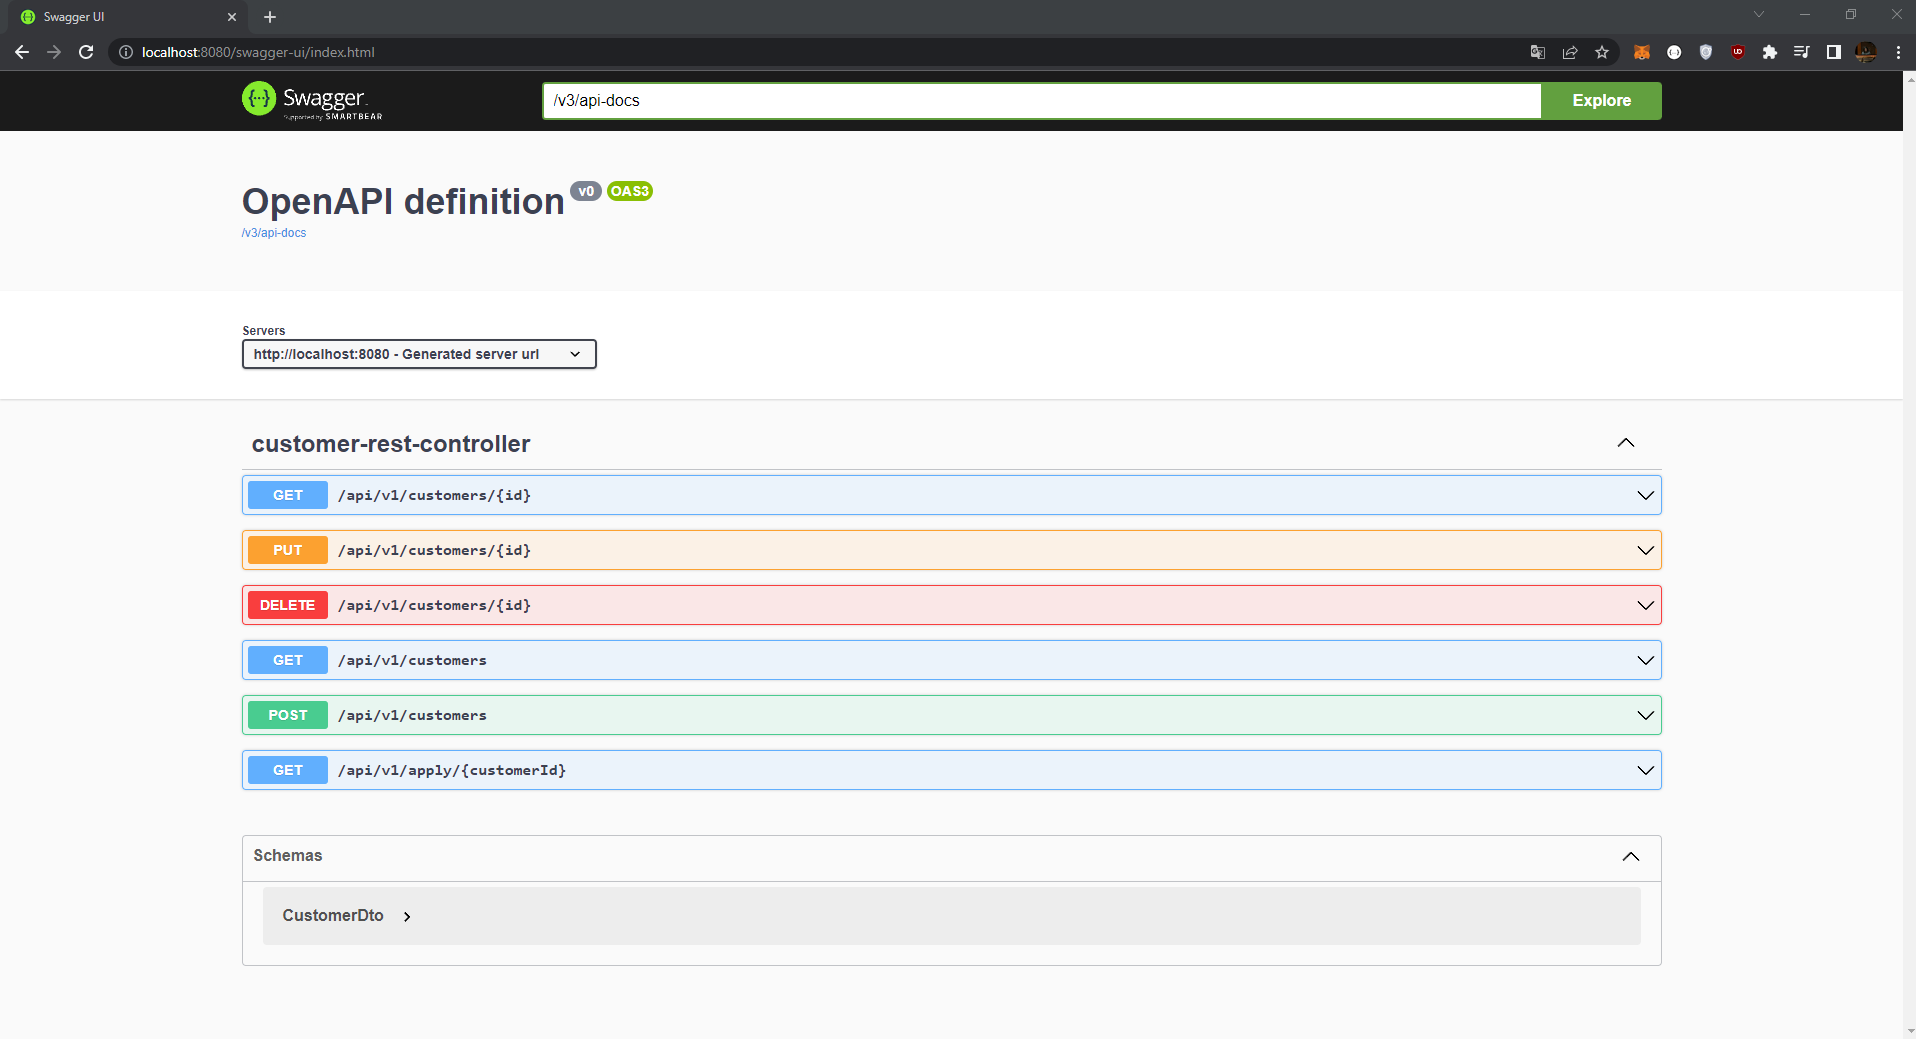 Swagger UI
localhost:8080/swagger-ui/index.html
Swagger
Supported by SMARTBEAR
/v3/api-docs
Explore
OpenAPI definition v0 OAS3
/v3/api-docs
Servers
http://localhost:8080 - Generated server url
customer-rest-controller
GET /api/v1/customers/{id}
PUT /api/v1/customers/{id}
DELETE /api/v1/customers/{id}
GET /api/v1/customers
POST /api/v1/customers
GET /api/v1/apply/{customerId}
Schemas
CustomerDto